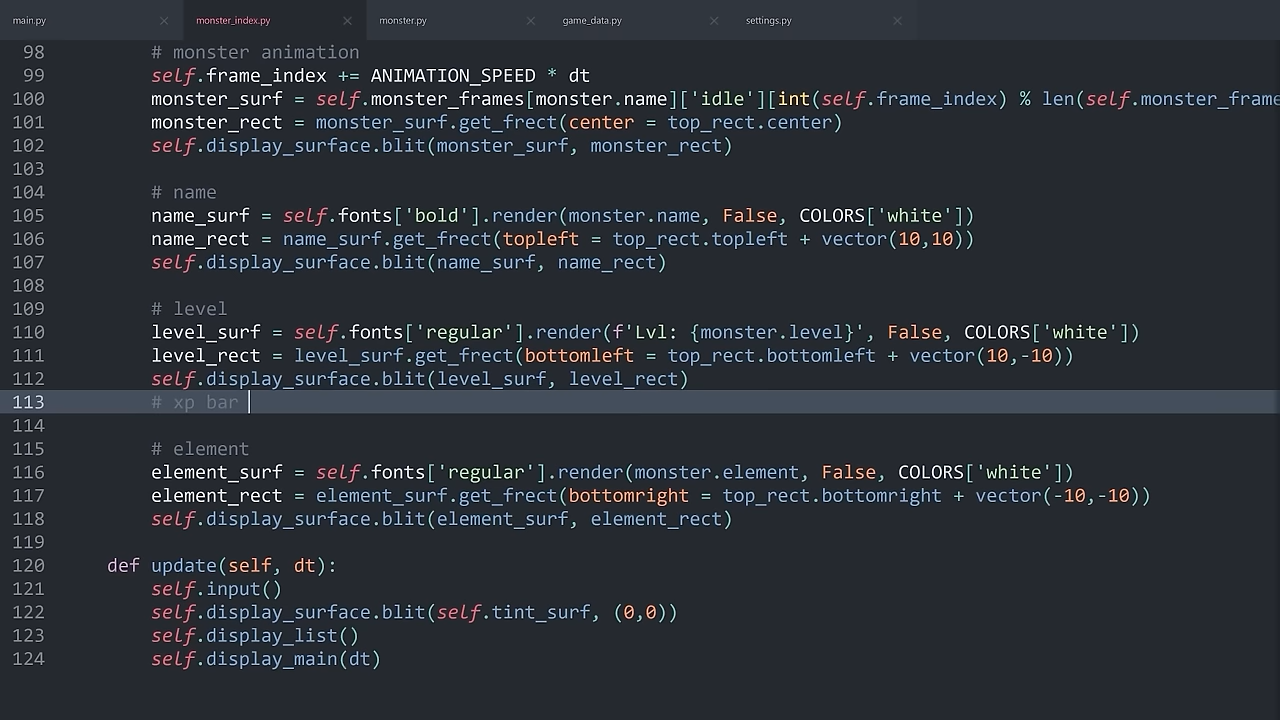 main.py monster_index.py monster.py game_data.py settings.py
98 # monster animation
99 self.frame_index += ANIMATION_SPEED * dt
100 monster_surf = self.monster_frames[monster.name]['idle'][int(self.frame_index) % len(self.monster_frame
101 monster_rect = monster_surf.get_frect(center = top_rect.center)
102 self.display_surface.blit(monster_surf, monster_rect)
103
104 # name
105 name_surf = self.fonts['bold'].render(monster.name, False, COLORS['white'])
106 name_rect = name_surf.get_frect(topleft = top_rect.topleft + vector(10,10))
107 self.display_surface.blit(name_surf, name_rect)
108
109 # level
110 level_surf = self.fonts['regular'].render(f'Lvl: {monster.level}', False, COLORS['white'])
111 level_rect = level_surf.get_frect(bottomleft = top_rect.bottomleft + vector(10,-10))
112 self.display_surface.blit(level_surf, level_rect)
113 # xp bar
114
115 # element
116 element_surf = self.fonts['regular'].render(monster.element, False, COLORS['white'])
117 element_rect = element_surf.get_frect(bottomright = top_rect.bottomright + vector(-10,-10))
118 self.display_surface.blit(element_surf, element_rect)
119
120 def update(self, dt):
121 self.input()
122 self.display_surface.blit(self.tint_surf, (0,0))
123 self.display_list()
124 self.display_main(dt)